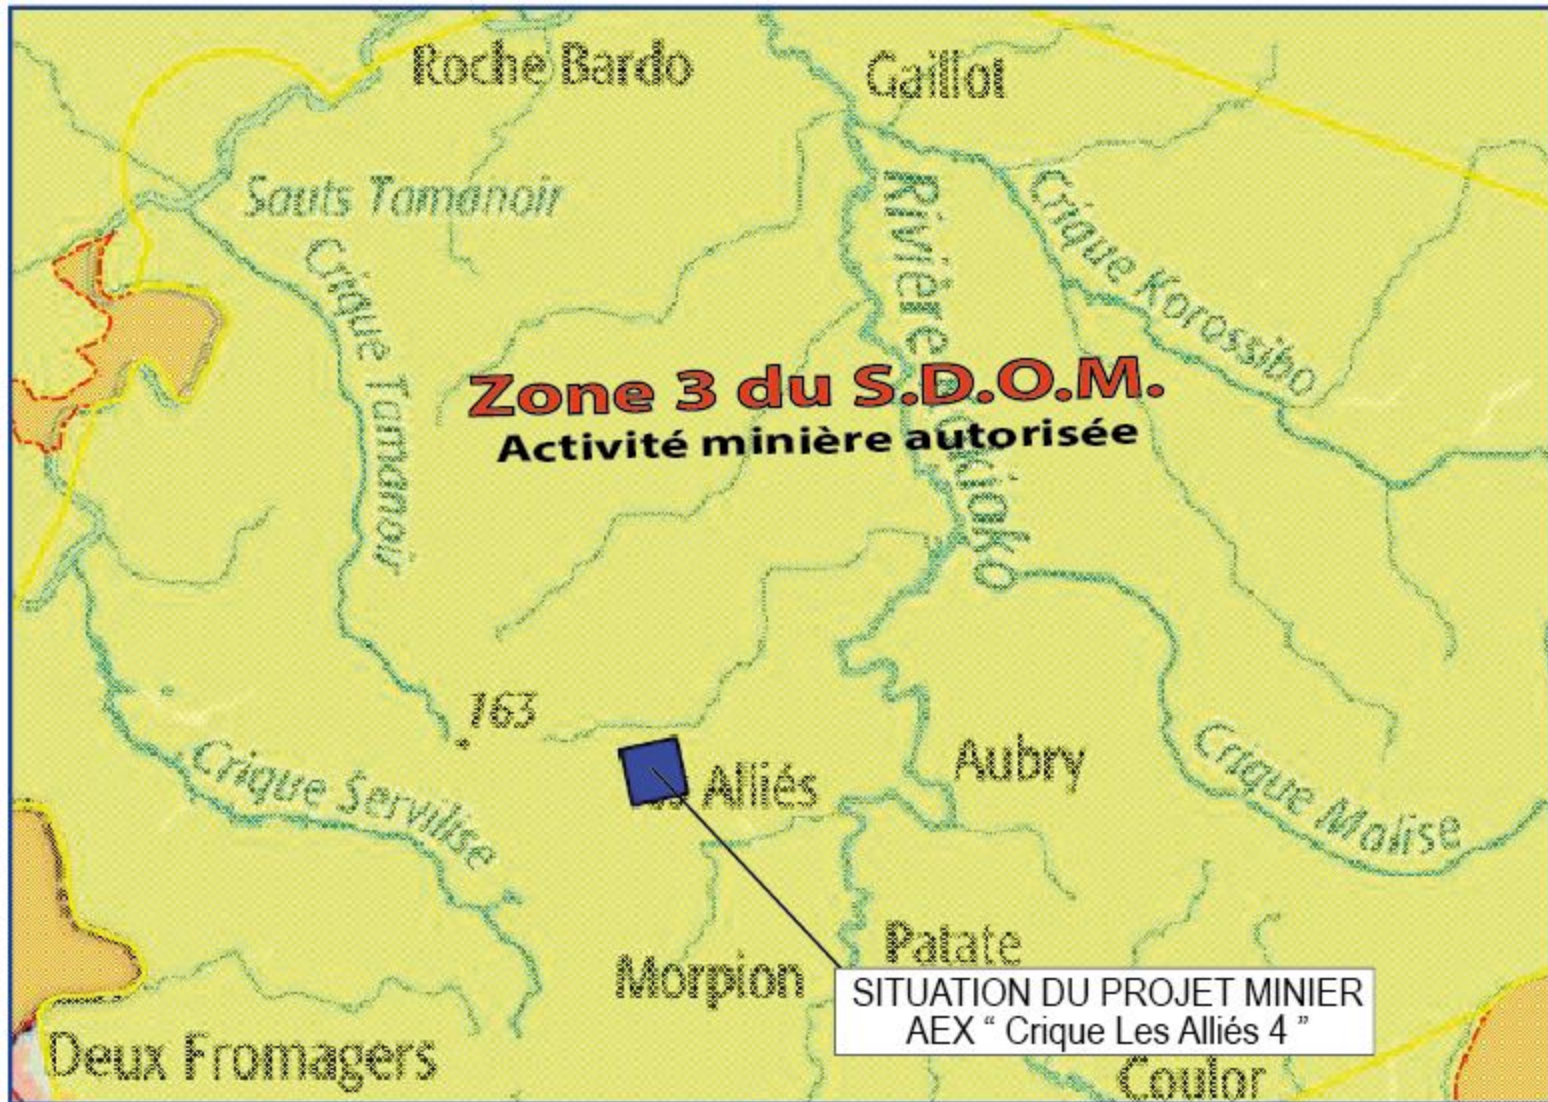 Roche Bardo
Gaillot
Sauts Tamanoir
Crique Tamanoir
Rivière
Crique Korossibo
Zone 3 du S.D.O.M.
Activité minière autorisée
163
Alliés
Aubry
Crique Servilise
Crique Malise
Morpion
Patate
SITUATION DU PROJET MINIER
AEX “ Crique Les Alliés 4 ”
Deux Fromagers
Coulor